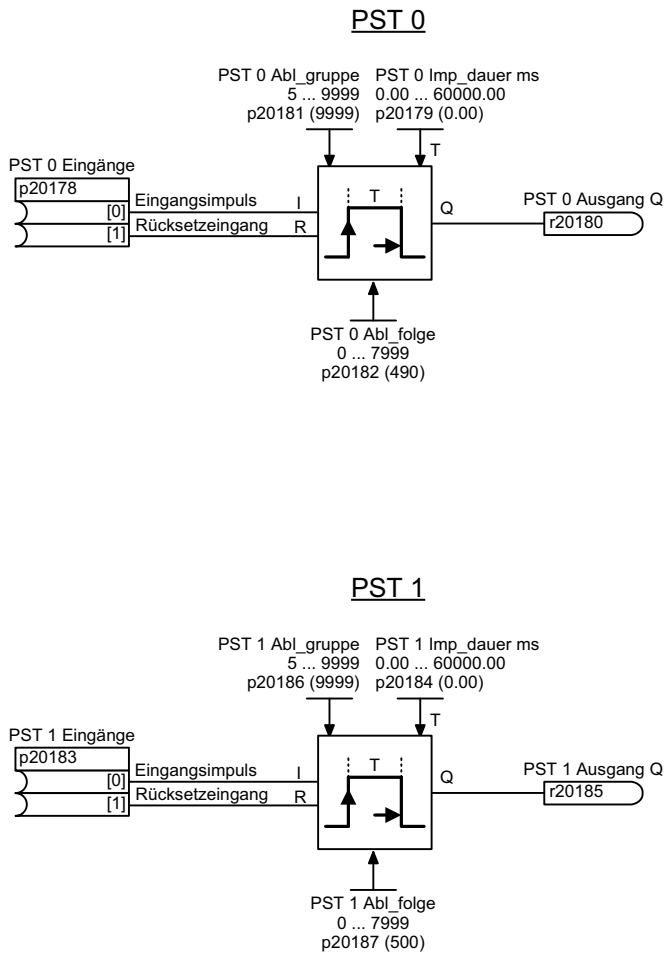 PST 0
PST 0 Abl_gruppe
5 ... 9999
p20181 (9999)
PST 0 Imp_dauer ms
0.00 ... 60000.00
p20179 (0.00)
T
PST 0 Eingänge
p20178
[0]
Eingangsimpuls
I
[1]
Rücksetzeingang
R
T
Q
PST 0 Ausgang Q
r20180
PST 0 Abl_folge
0 ... 7999
p20182 (490)
PST 1
PST 1 Abl_gruppe
5 ... 9999
p20186 (9999)
PST 1 Imp_dauer ms
0.00 ... 60000.00
p20184 (0.00)
T
PST 1 Eingänge
p20183
[0]
Eingangsimpuls
I
[1]
Rücksetzeingang
R
T
Q
PST 1 Ausgang Q
r20185
PST 1 Abl_folge
0 ... 7999
p20187 (500)